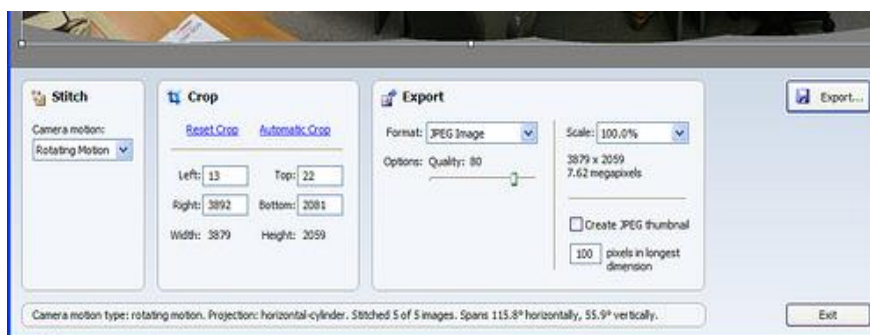 Stitch
Camera motion:
Rotating Motion
Crop
Reset Crop Automatic Crop
Left: 13 Top: 22
Right: 3892 Bottom: 2081
Width: 3879 Height: 2059
Export
Format: JPEG Image
Options: Quality: 80
Scale: 100.0%
3879 x 2059
7.62 megapixels
Create JPEG thumbnail
100 pixels in longest
dimension
Export...
Camera motion type: rotating motion. Projection: horizontal-cylinder. Stitched 5 of 5 images. Spans 115.8° horizontally, 55.9° vertically.
Exit